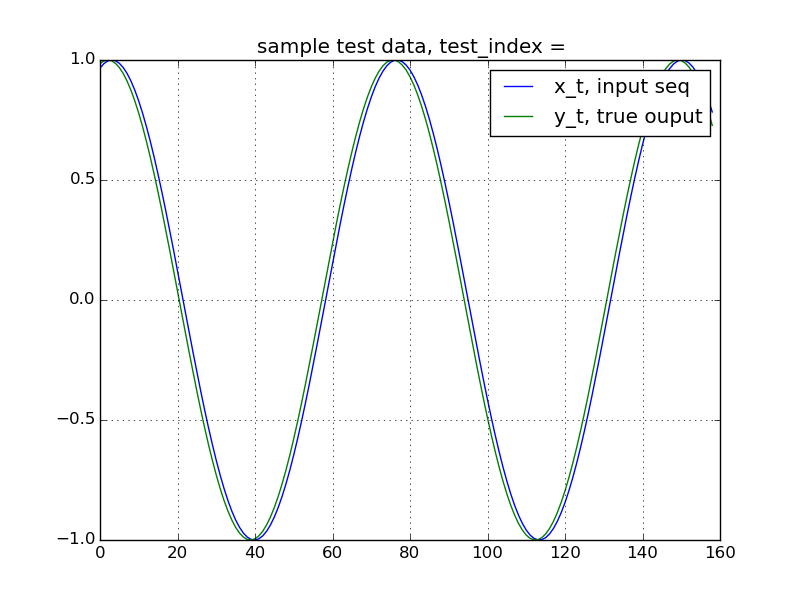 sample test data, test_index =
x_t, input seq
y_t, true ouput
1.0
0.5
0.0
−0.5
−1.0
0 20 40 60 80 100 120 140 160